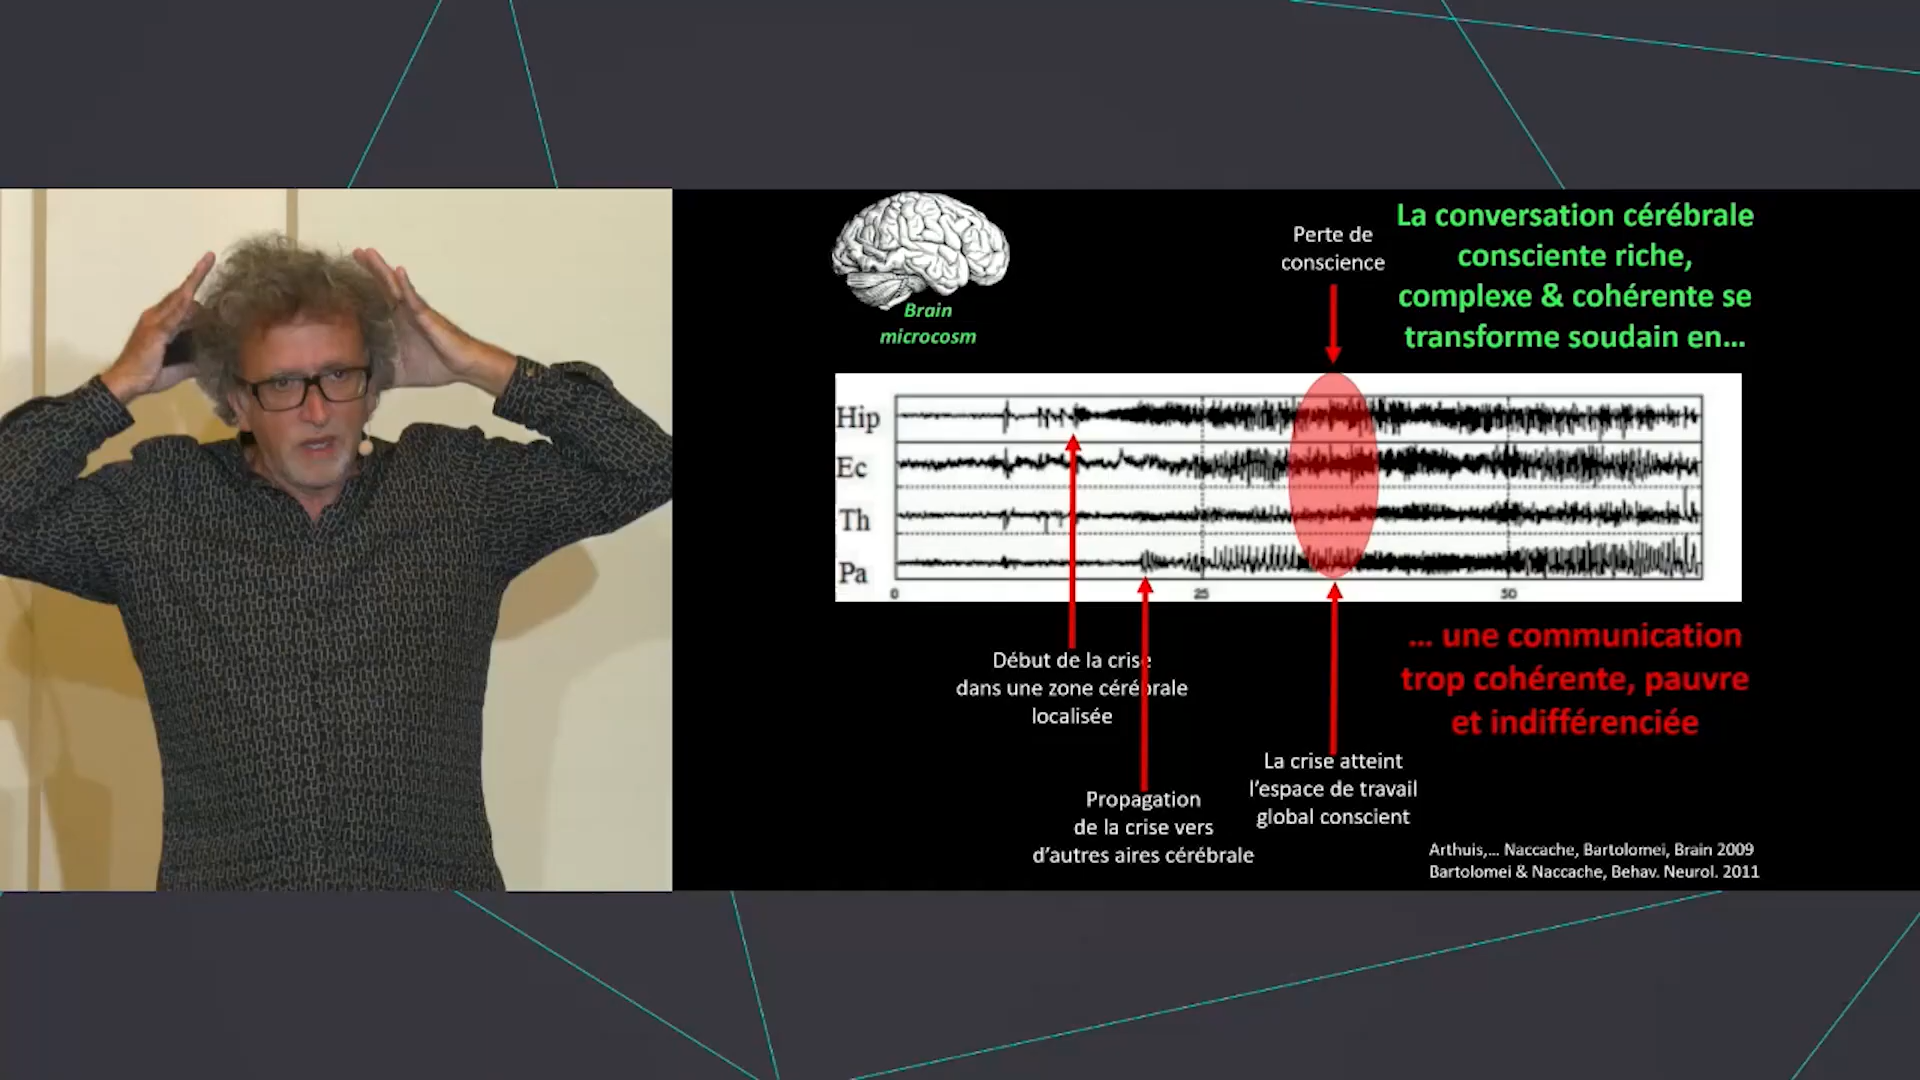 Brain
microcosm
Perte de
conscience
La conversation cérébrale
consciente riche,
complexe & cohérente se
transforme soudain en...
Hip
Ec
Th
Pa
0
25
50
Début de la crise
dans une zone cérébrale
localisée
Propagation
de la crise vers
d'autres aires cérébrale
La crise atteint
l'espace de travail
global conscient
... une communication
trop cohérente, pauvre
et indifférenciée
Arthuis,... Naccache, Bartolomei, Brain 2009
Bartolomei & Naccache, Behav. Neurol. 2011